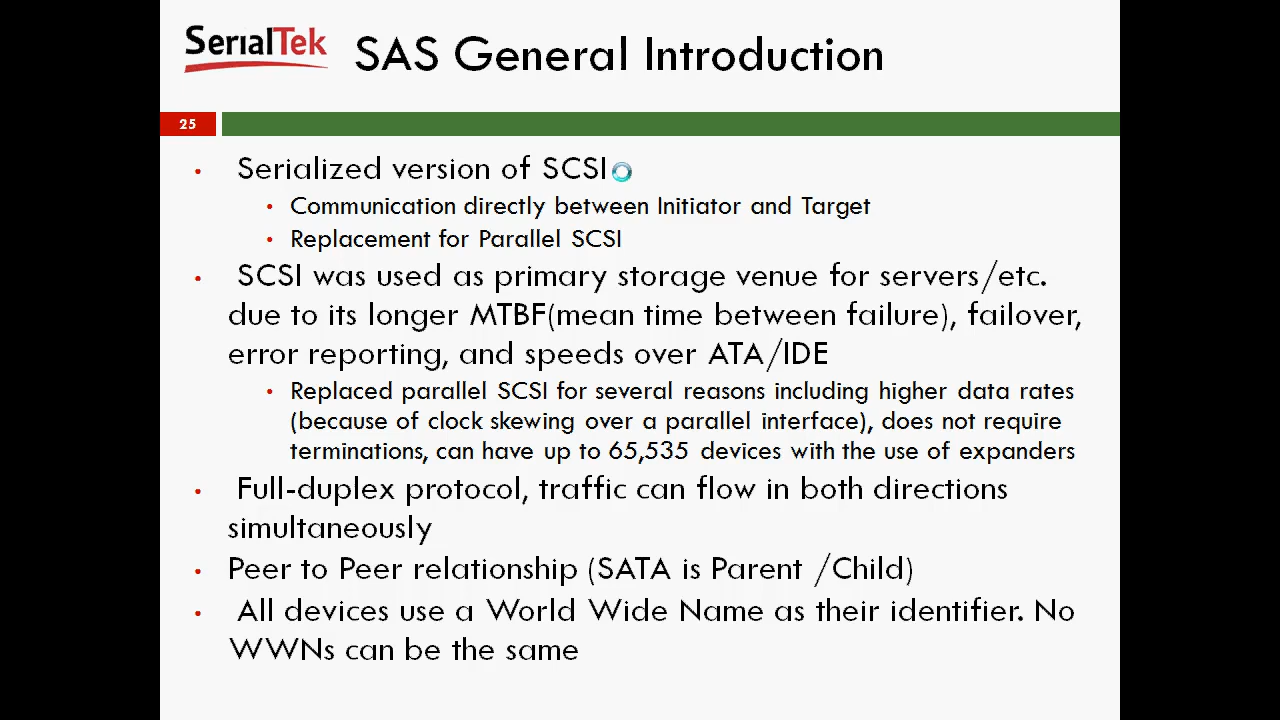 SerialTek
SAS General Introduction
25
• Serialized version of SCSI
• Communication directly between Initiator and Target
• Replacement for Parallel SCSI
• SCSI was used as primary storage venue for servers/etc.
due to its longer MTBF(mean time between failure), failover,
error reporting, and speeds over ATA/IDE
• Replaced parallel SCSI for several reasons including higher data rates
(because of clock skewing over a parallel interface), does not require
terminations, can have up to 65,535 devices with the use of expanders
• Full-duplex protocol, traffic can flow in both directions
simultaneously
• Peer to Peer relationship (SATA is Parent /Child)
• All devices use a World Wide Name as their identifier. No
WWNs can be the same